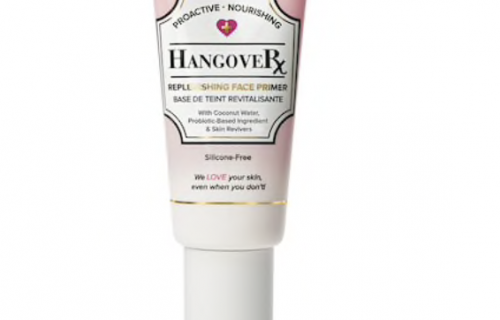 PROACTIVE • NOURISHING
HANGOVERx
REPLENISHING FACE PRIMER
BASE DE TEINT REVITALISANTE
With Coconut Water,
Probiotic-Based Ingredient
& Skin Revivers
Silicone-Free
We LOVE your skin,
even when you don't!